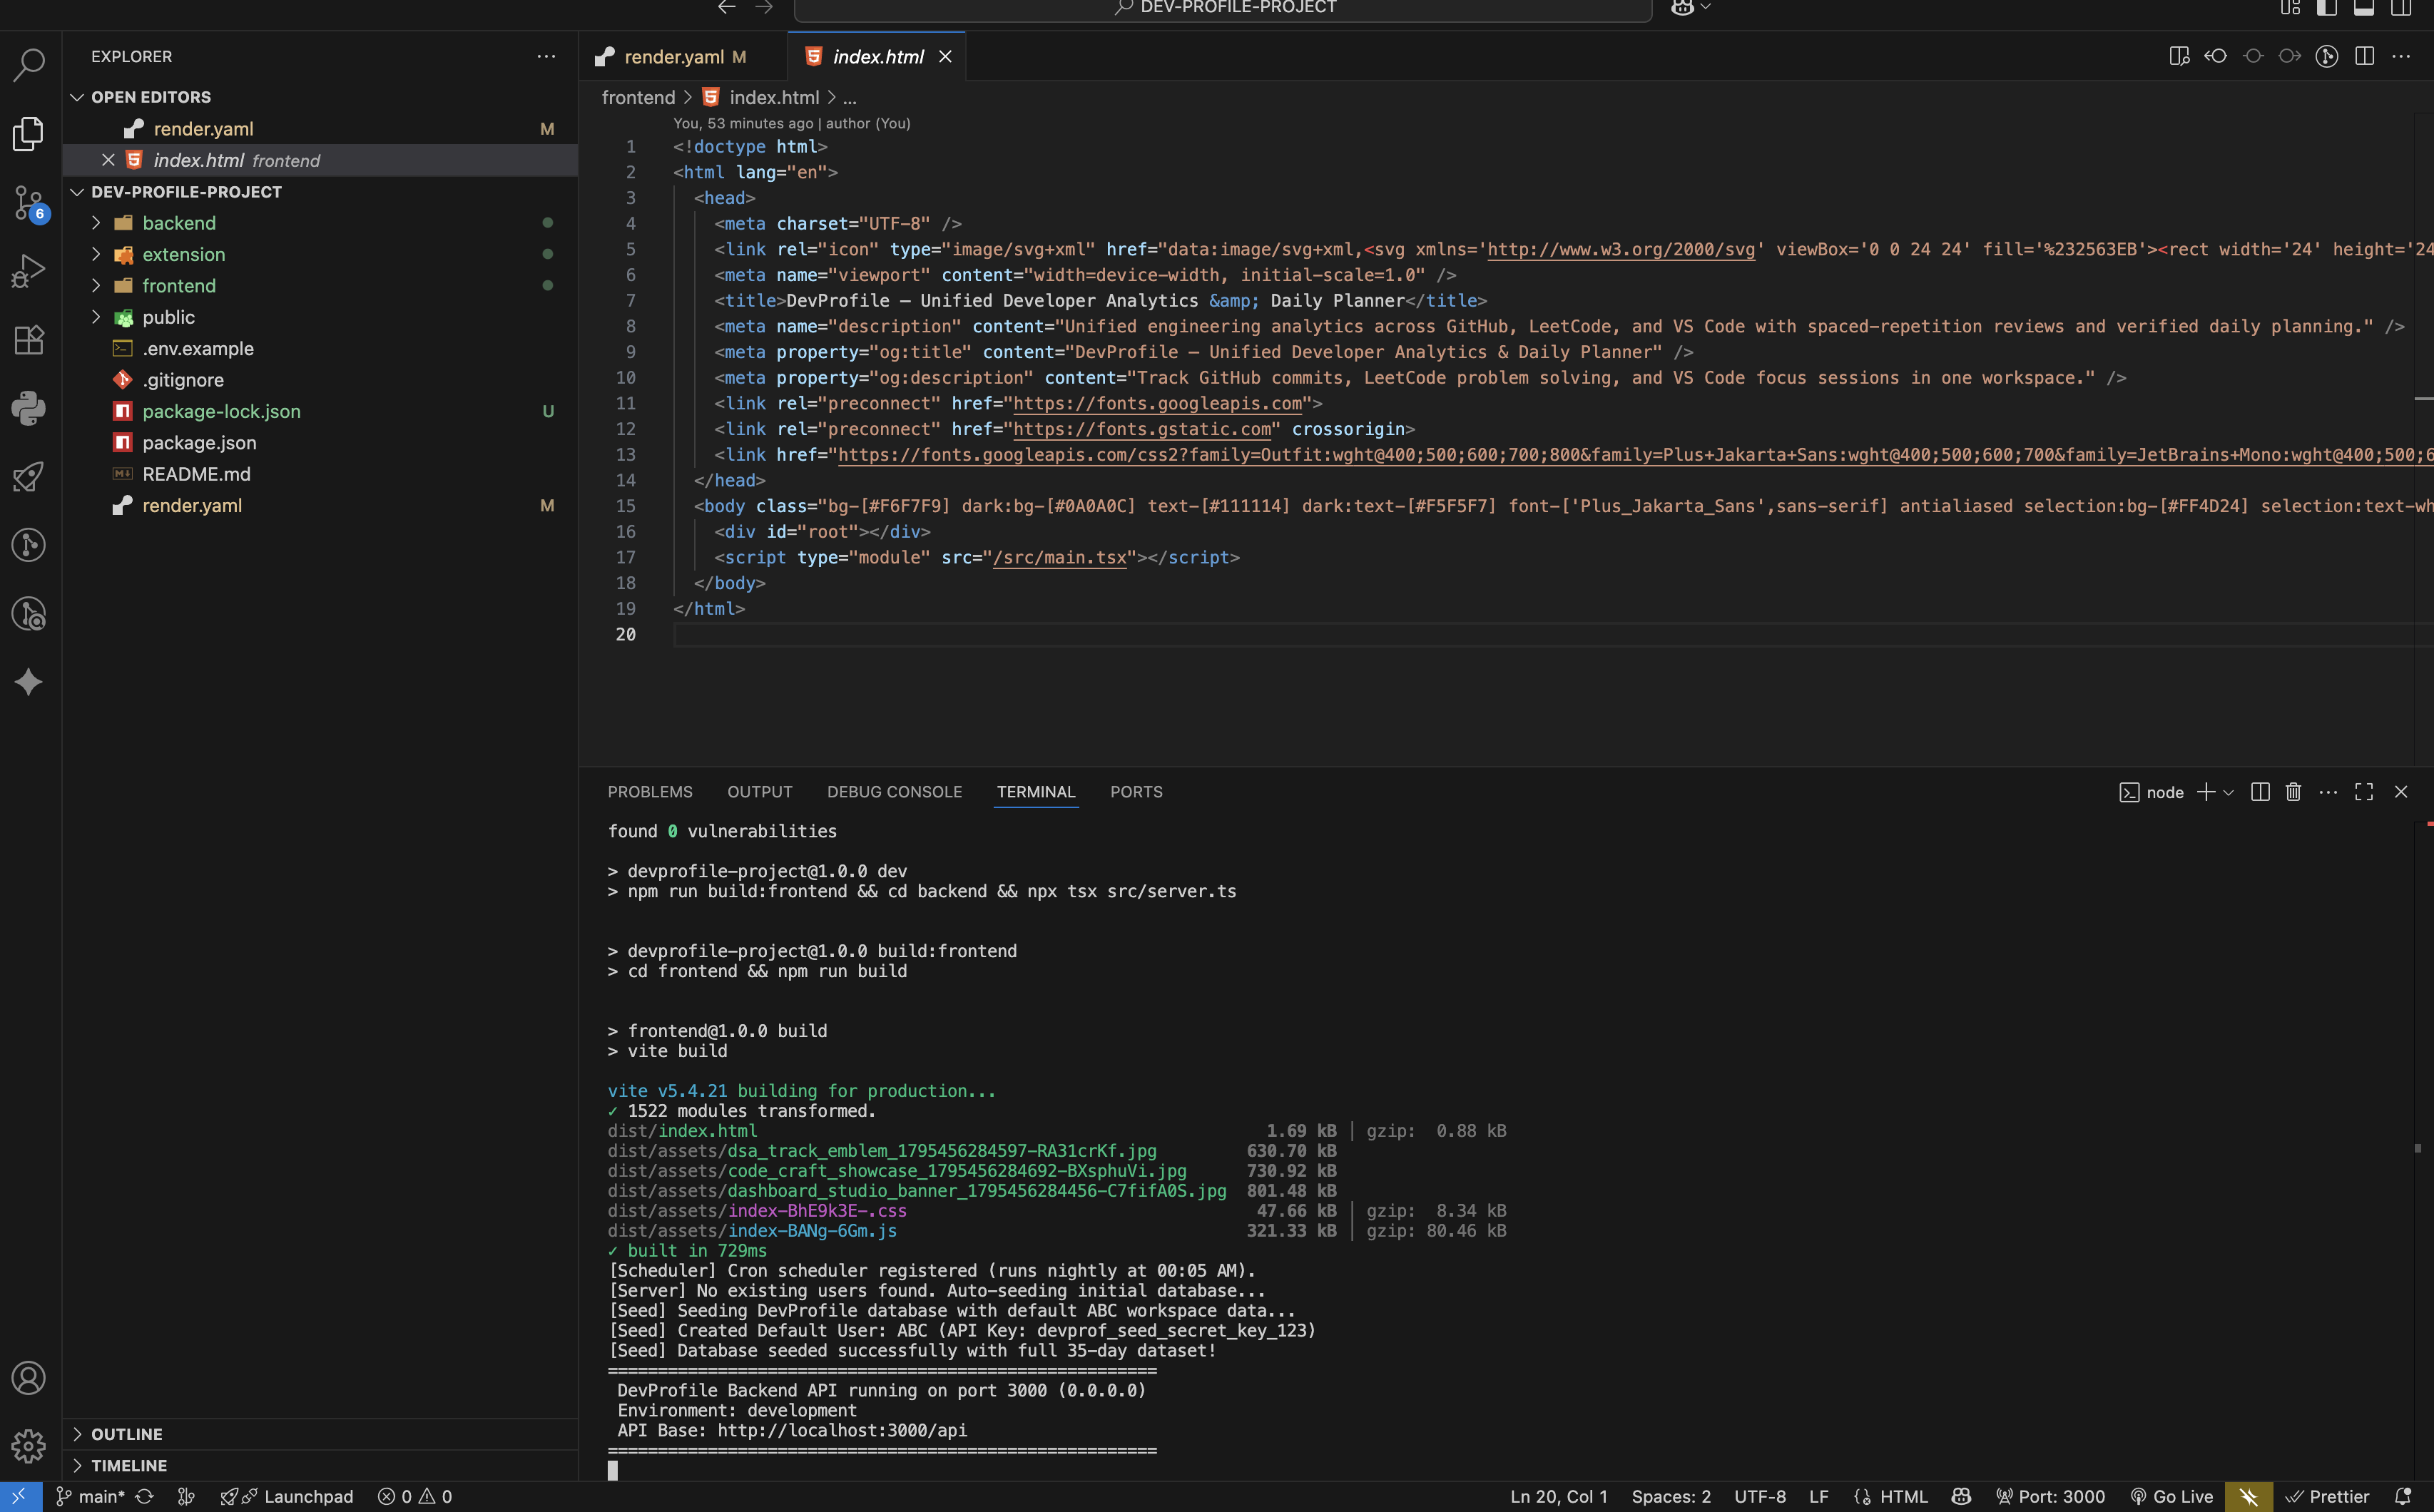 DEV-PROFILE-PROJECT
EXPLORER
OPEN EDITORS
render.yaml M
index.html frontend
DEV-PROFILE-PROJECT
backend
extension
frontend
public
.env.example
.gitignore
package-lock.json U
package.json
README.md
render.yaml M
OUTLINE
TIMELINE
6
render.yaml M
index.html
frontend > index.html > ...
You, 53 minutes ago | author (You)
1 <!doctype html>
2 <html lang="en">
3 <head>
4 <meta charset="UTF-8" />
5 <link rel="icon" type="image/svg+xml" href="data:image/svg+xml,<svg xmlns='http://www.w3.org/2000/svg' viewBox='0 0 24 24' fill='%232563EB'><rect width='24' height='24
6 <meta name="viewport" content="width=device-width, initial-scale=1.0" />
7 <title>DevProfile — Unified Developer Analytics &amp; Daily Planner</title>
8 <meta name="description" content="Unified engineering analytics across GitHub, LeetCode, and VS Code with spaced-repetition reviews and verified daily planning." />
9 <meta property="og:title" content="DevProfile — Unified Developer Analytics & Daily Planner" />
10 <meta property="og:description" content="Track GitHub commits, LeetCode problem solving, and VS Code focus sessions in one workspace." />
11 <link rel="preconnect" href="https://fonts.googleapis.com">
12 <link rel="preconnect" href="https://fonts.gstatic.com" crossorigin>
13 <link href="https://fonts.googleapis.com/css2?family=Outfit:wght@400;500;600;700;800&family=Plus+Jakarta+Sans:wght@400;500;600;700&family=JetBrains+Mono:wght@400;500;6
14 </head>
15 <body class="bg-[#F6F7F9] dark:bg-[#0A0A0C] text-[#111114] dark:text-[#F5F5F7] font-['Plus_Jakarta_Sans',sans-serif] antialiased selection:bg-[#FF4D24] selection:text-wh
16 <div id="root"></div>
17 <script type="module" src="/src/main.tsx"></script>
18 </body>
19 </html>
20
PROBLEMS OUTPUT DEBUG CONSOLE TERMINAL PORTS
node
found 0 vulnerabilities
> devprofile-project@1.0.0 dev
> npm run build:frontend && cd backend && npx tsx src/server.ts
> devprofile-project@1.0.0 build:frontend
> cd frontend && npm run build
> frontend@1.0.0 build
> vite build
vite v5.4.21 building for production...
✓ 1522 modules transformed.
dist/index.html 1.69 kB │ gzip: 0.88 kB
dist/assets/dsa_track_emblem_1795456284597-RA31crKf.jpg 630.70 kB
dist/assets/code_craft_showcase_1795456284692-BXsphuVi.jpg 730.92 kB
dist/assets/dashboard_studio_banner_1795456284456-C7fifA0S.jpg 801.48 kB
dist/assets/index-BhE9k3E-.css 47.66 kB │ gzip: 8.34 kB
dist/assets/index-BANg-6Gm.js 321.33 kB │ gzip: 80.46 kB
✓ built in 729ms
[Scheduler] Cron scheduler registered (runs nightly at 00:05 AM).
[Server] No existing users found. Auto-seeding initial database...
[Seed] Seeding DevProfile database with default ABC workspace data...
[Seed] Created Default User: ABC (API Key: devprof_seed_secret_key_123)
[Seed] Database seeded successfully with full 35-day dataset!
=======================================================
DevProfile Backend API running on port 3000 (0.0.0.0)
Environment: development
API Base: http://localhost:3000/api
=======================================================
main* Launchpad 0 0 Ln 20, Col 1 Spaces: 2 UTF-8 LF HTML Port: 3000 Go Live Prettier